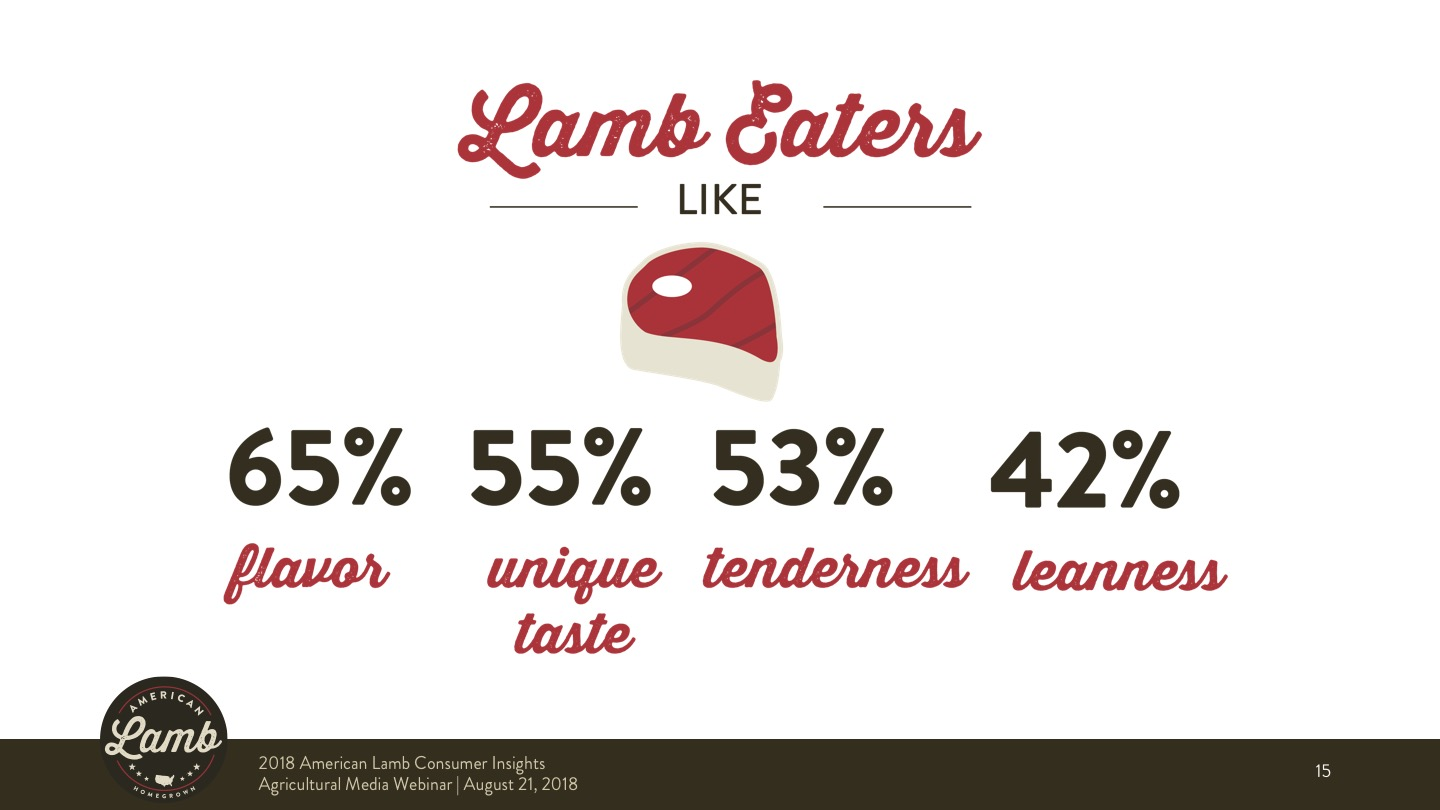 Lamb Eaters
LIKE
65% 55% 53% 42%
flavor unique tenderness leanness
taste
AMERICAN
Lamb
HOMEGROWN
2018 American Lamb Consumer Insights
Agricultural Media Webinar | August 21, 2018
15